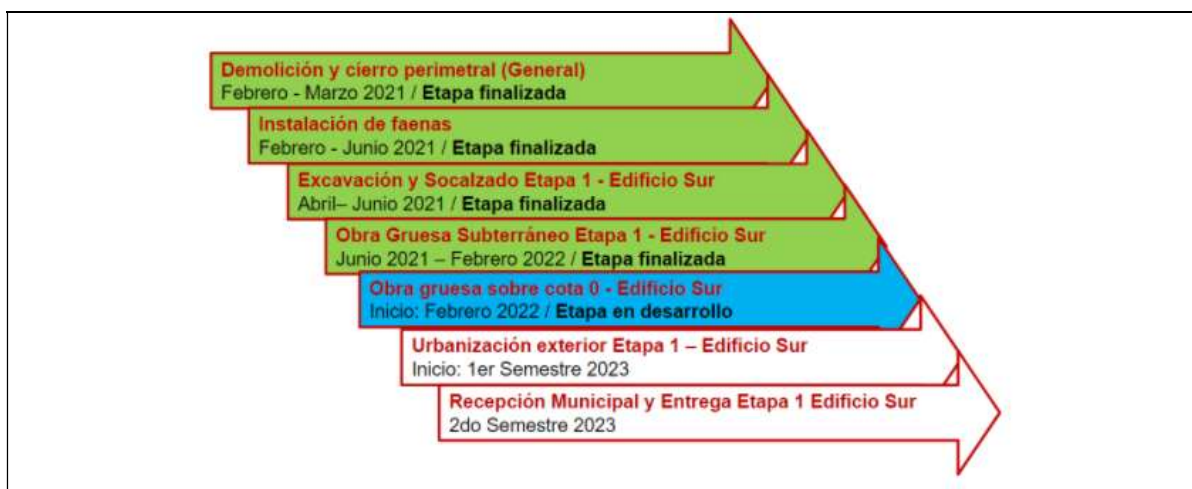 Demolición y cierro perimetral (General)
Febrero - Marzo 2021 / Etapa finalizada
Instalación de faenas
Febrero - Junio 2021 / Etapa finalizada
Excavación y Socalzado Etapa 1 - Edificio Sur
Abril– Junio 2021 / Etapa finalizada
Obra Gruesa Subterráneo Etapa 1 - Edificio Sur
Junio 2021 – Febrero 2022 / Etapa finalizada
Obra gruesa sobre cota 0 - Edificio Sur
Inicio: Febrero 2022 / Etapa en desarrollo
Urbanización exterior Etapa 1 – Edificio Sur
Inicio: 1er Semestre 2023
Recepción Municipal y Entrega Etapa 1 Edificio Sur
2do Semestre 2023